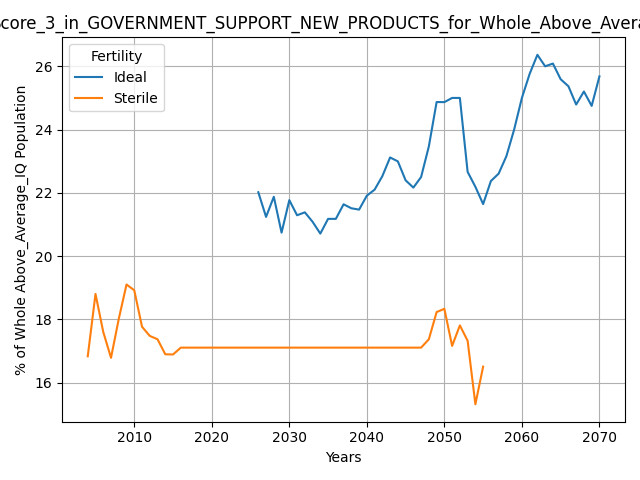 core_3_in_GOVERNMENT_SUPPORT_NEW_PRODUCTS_for_Whole_Above_Avera
Fertility
Ideal
Sterile
% of Whole Above_Average_IQ Population
26
24
22
20
18
16
2010 2020 2030 2040 2050 2060 2070
Years